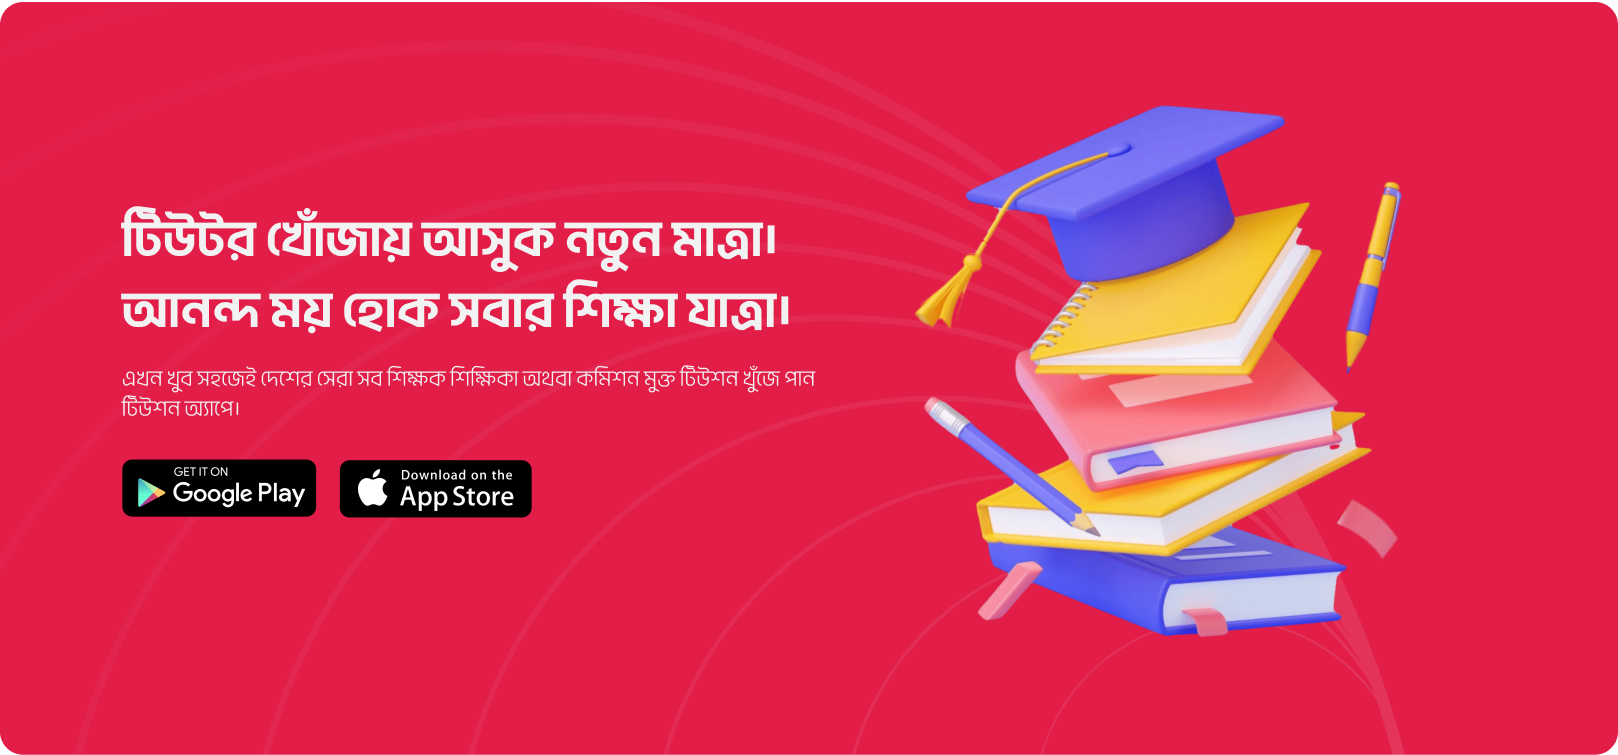 টিউটর খোঁজায় আসুক নতুন মাত্রা।
আনন্দ ময় হোক সবার শিক্ষা যাত্রা।
এখন খুব সহজেই দেশের সেরা সব শিক্ষক শিক্ষিকা অথবা কমিশন মুক্ত টিউশন খুঁজে পান
টিউশন অ্যাপে।
GET IT ON
Google Play
Download on the
App Store